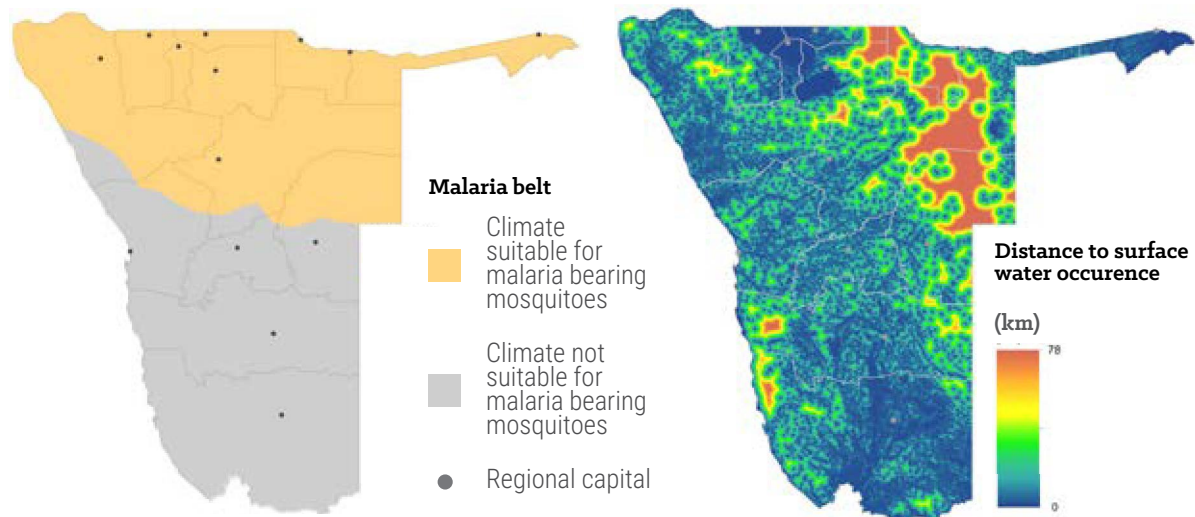 Malaria belt
Climate
suitable for
malaria bearing
mosquitoes
Climate not
suitable for
malaria bearing
mosquitoes
Regional capital
Distance to surface
water occurence
(km)
78
0